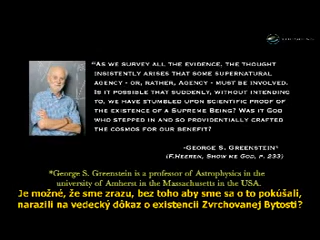 "As we survey all the evidence, the thought
insistently arises that some supernatural
agency - or, rather, Agency - must be involved.
Is it possible that suddenly, without intending
to, we have stumbled upon scientific proof of
the existence of a Supreme Being? Was it God
who stepped in and so providentially crafted
the cosmos for our benefit?
-George S. Greenstein*
(F.Heeren, Show me God, p. 233)
*George S. Greenstein is a professor of Astrophysics in the
university of Amherst in the Massachusetts in the USA.
Je možné, že sme zrazu, bez toho aby sme sa o to pokúšali,
narazili na vedecký dôkaz o existencii Zvrchovanej Bytosti?